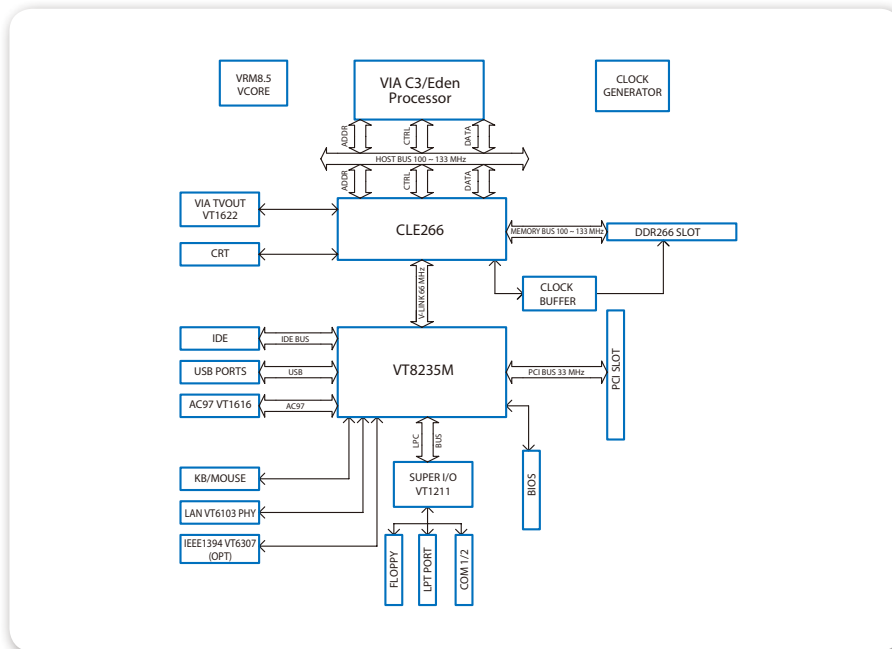 VRM8.5
VCORE
VIA C3/Eden
Processor
CLOCK
GENERATOR
ADDR
CTRL
DATA
HOST BUS 100 – 133 MHz
ADDR
CTRL
DATA
VIA TVOUT
VT1622
CLE266
MEMORY BUS 100 – 133 MHz
DDR266 SLOT
CRT
CLOCK
BUFFER
V-LINK 66 MHz
IDE
IDE BUS
USB PORTS
USB
VT8235M
PCI BUS 33 MHz
PCI SLOT
AC97 VT1616
AC97
LPC
BUS
KB/MOUSE
SUPER I/O
VT1211
BIOS
LAN VT6103 PHY
IEEE1394 VT6307
(OPT)
FLOPPY
LPT PORT
COM 1/2